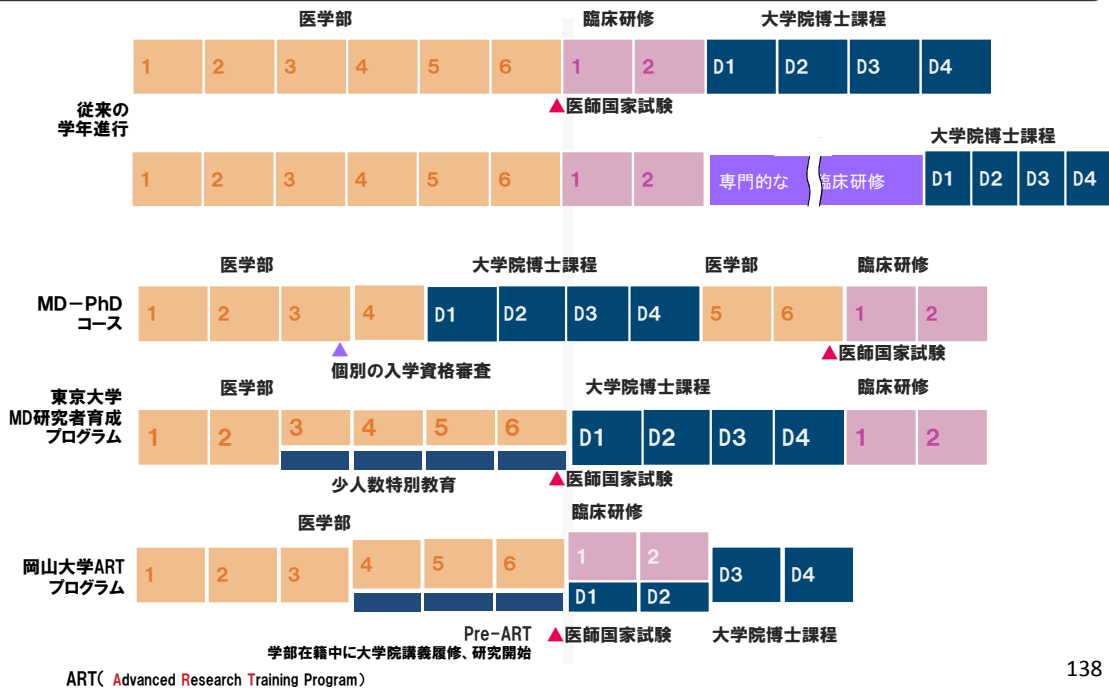 医学部 臨床研修 大学院博士課程
1 2 3 4 5 6 1 2 D1 D2 D3 D4
▲医師国家試験
従来の
学年進行
大学院博士課程
1 2 3 4 5 6 1 2 専門的な 臨床研修 D1 D2 D3 D4
医学部 大学院博士課程 医学部 臨床研修
MD-PhD
コース
1 2 3 4 D1 D2 D3 D4 5 6 1 2
▲医師国家試験
▲
個別の入学資格審査
東京大学
MD研究者育成
プログラム
医学部 大学院博士課程 臨床研修
1 2 3 4 5 6 D1 D2 D3 D4 1 2
▲医師国家試験
少人数特別教育
医学部 臨床研修
岡山大学ART
プログラム
1 2 3 4 5 6 1 2
D1 D2 D3 D4
Pre-ART ▲医師国家試験 大学院博士課程
学部在籍中に大学院講義履修、研究開始
ART( Advanced Research Training Program)
138